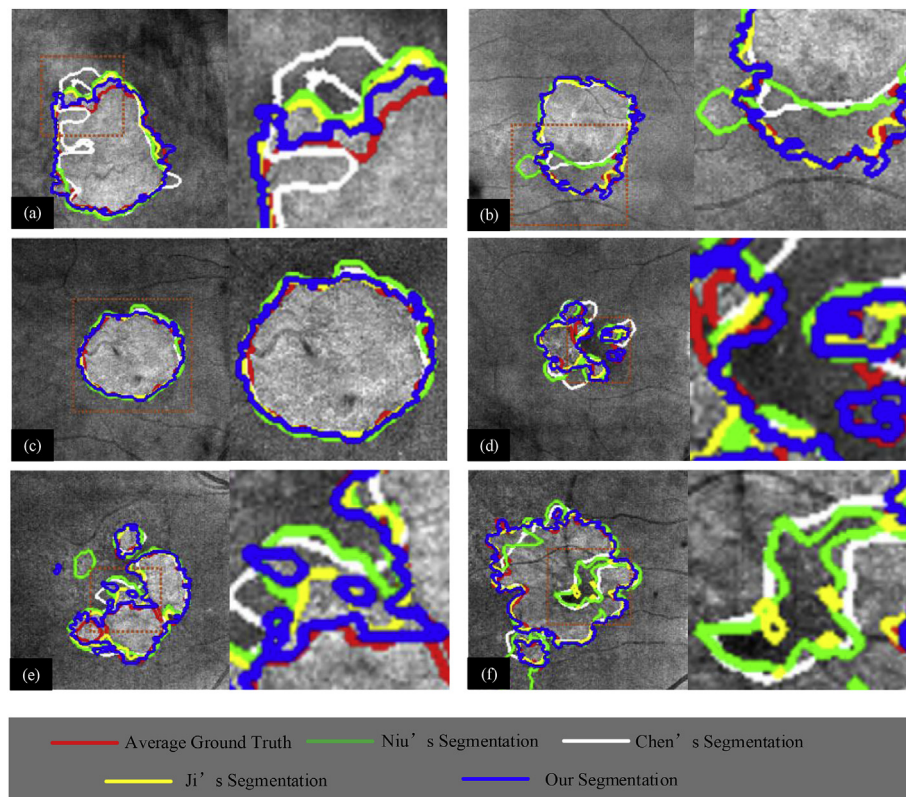 (a)
(b)
(c)
(d)
(e)
(f)
Average Ground Truth
Niu's Segmentation
Chen's Segmentation
Ji's Segmentation
Our Segmentation